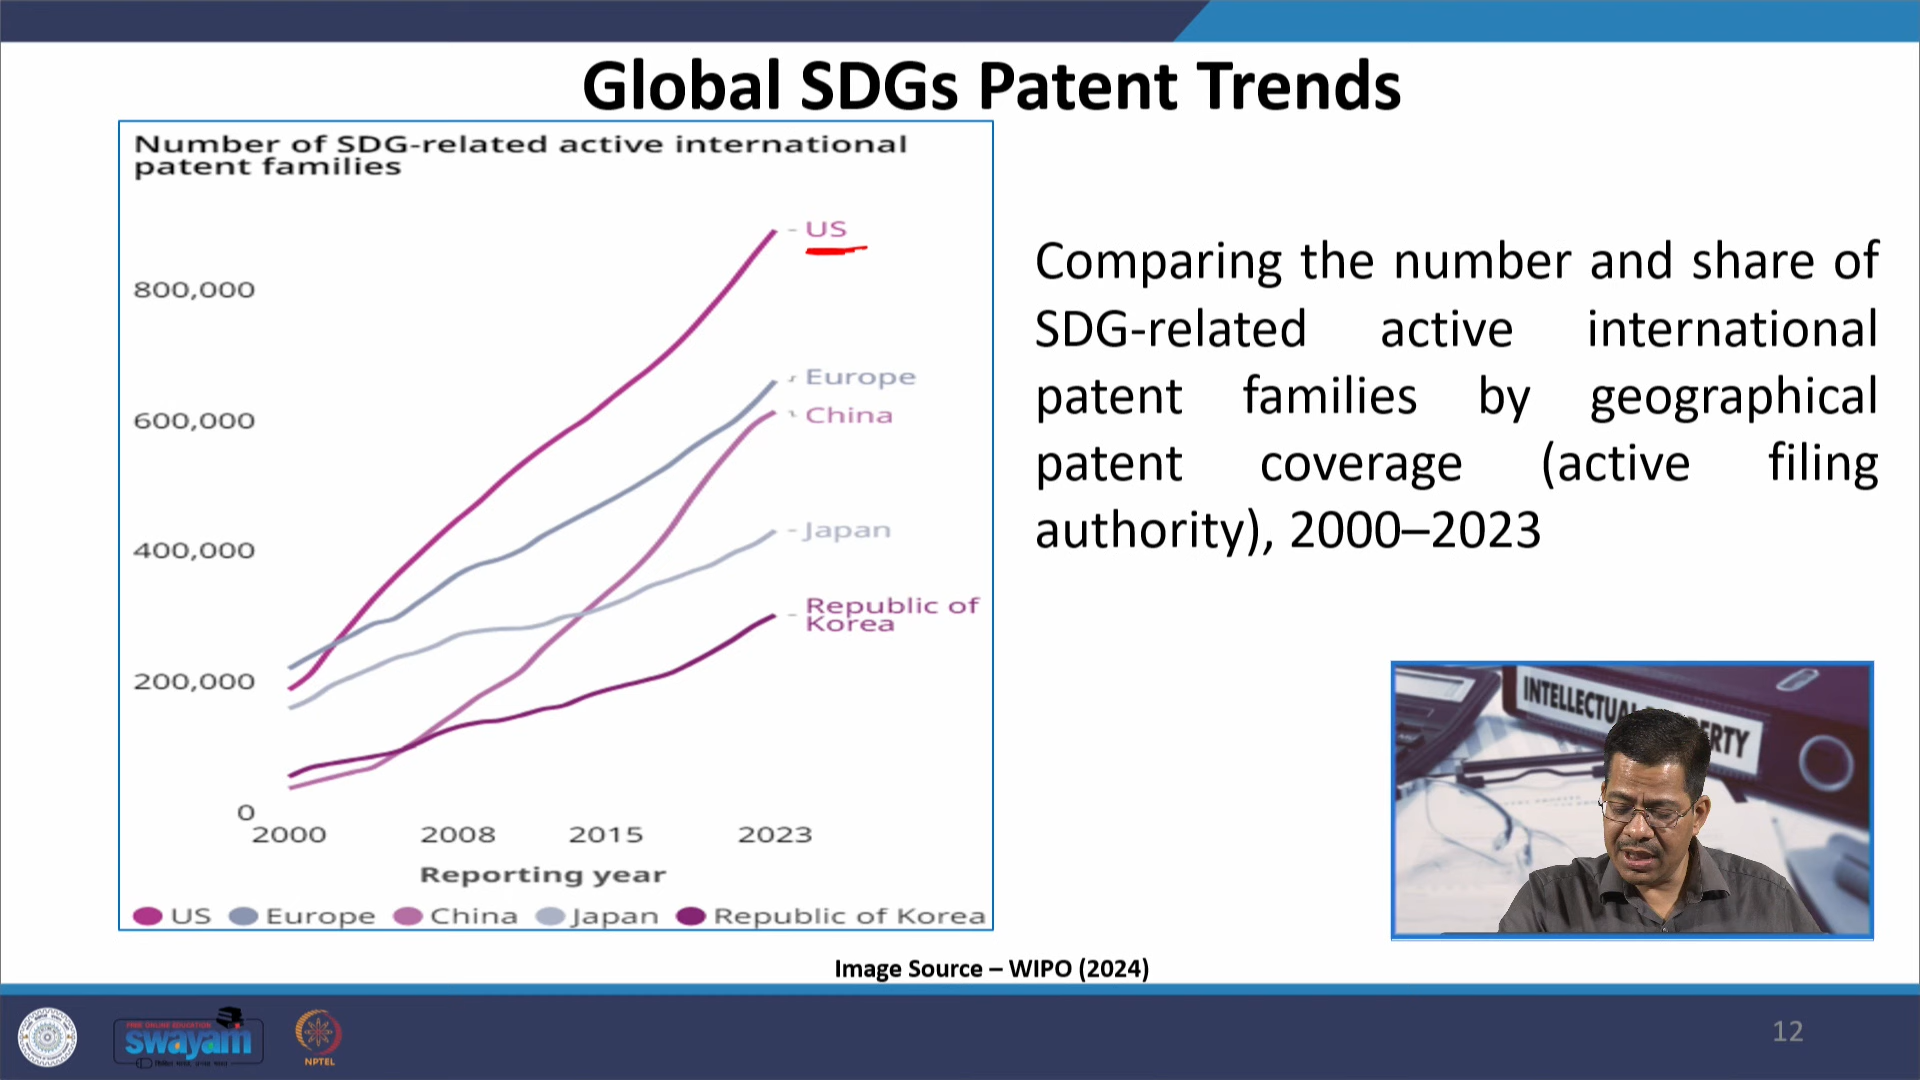 Global SDGs Patent Trends
Number of SDG-related active international
patent families
US
800,000
Europe
600,000
China
Japan
400,000
Republic of
Korea
200,000
0
2000 2008 2015 2023
Reporting year
US Europe China Japan Republic of Korea
Comparing the number and share of
SDG-related active international
patent families by geographical
patent coverage (active filing
authority), 2000–2023
INTELLECTUAL
Image Source – WIPO (2024)
FREE ONLINE EDUCATION
swayam
NPTEL
12